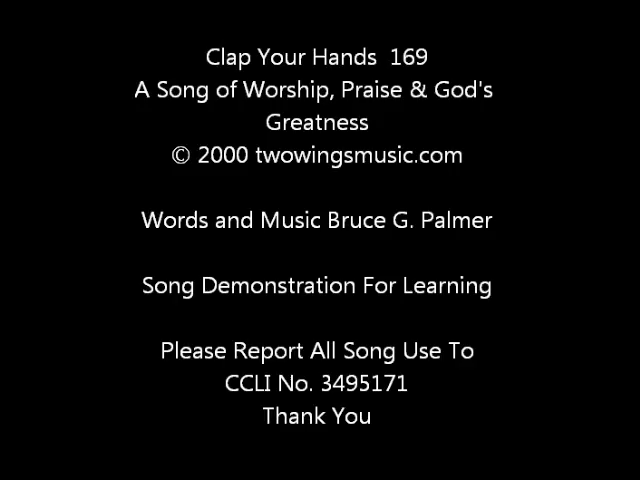 Clap Your Hands  169
A Song of Worship, Praise & God's
Greatness
© 2000 twowingsmusic.com
Words and Music Bruce G. Palmer
Song Demonstration For Learning
Please Report All Song Use To
CCLI No. 3495171
Thank You